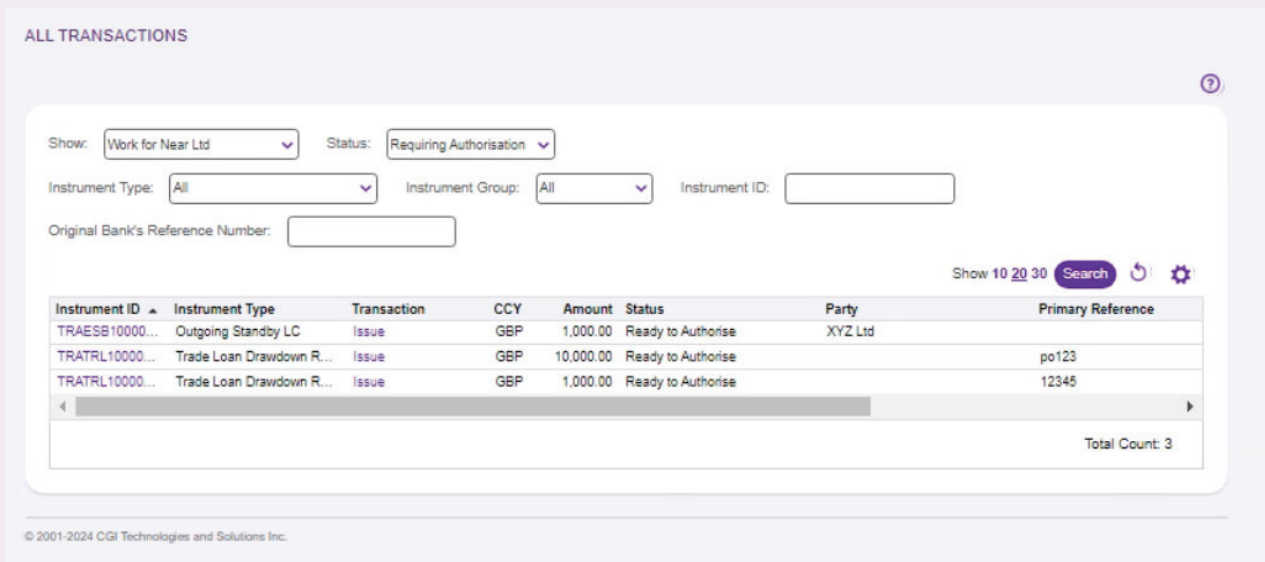 ALL TRANSACTIONS
Show: Work for Near Ltd Status: Requiring Authorisation
Instrument Type: All Instrument Group: All Instrument ID:
Original Bank's Reference Number:
Show 10 20 30 Search
Instrument ID Instrument Type Transaction CCY Amount Status Party Primary Reference
TRAESB10000... Outgoing Standby LC Issue GBP 1,000.00 Ready to Authorise XYZ Ltd
TRATRL10000... Trade Loan Drawdown R... Issue GBP 10,000.00 Ready to Authorise po123
TRATRL10000... Trade Loan Drawdown R... Issue GBP 1,000.00 Ready to Authorise 12345
Total Count: 3
© 2001-2024 CGI Technologies and Solutions Inc.